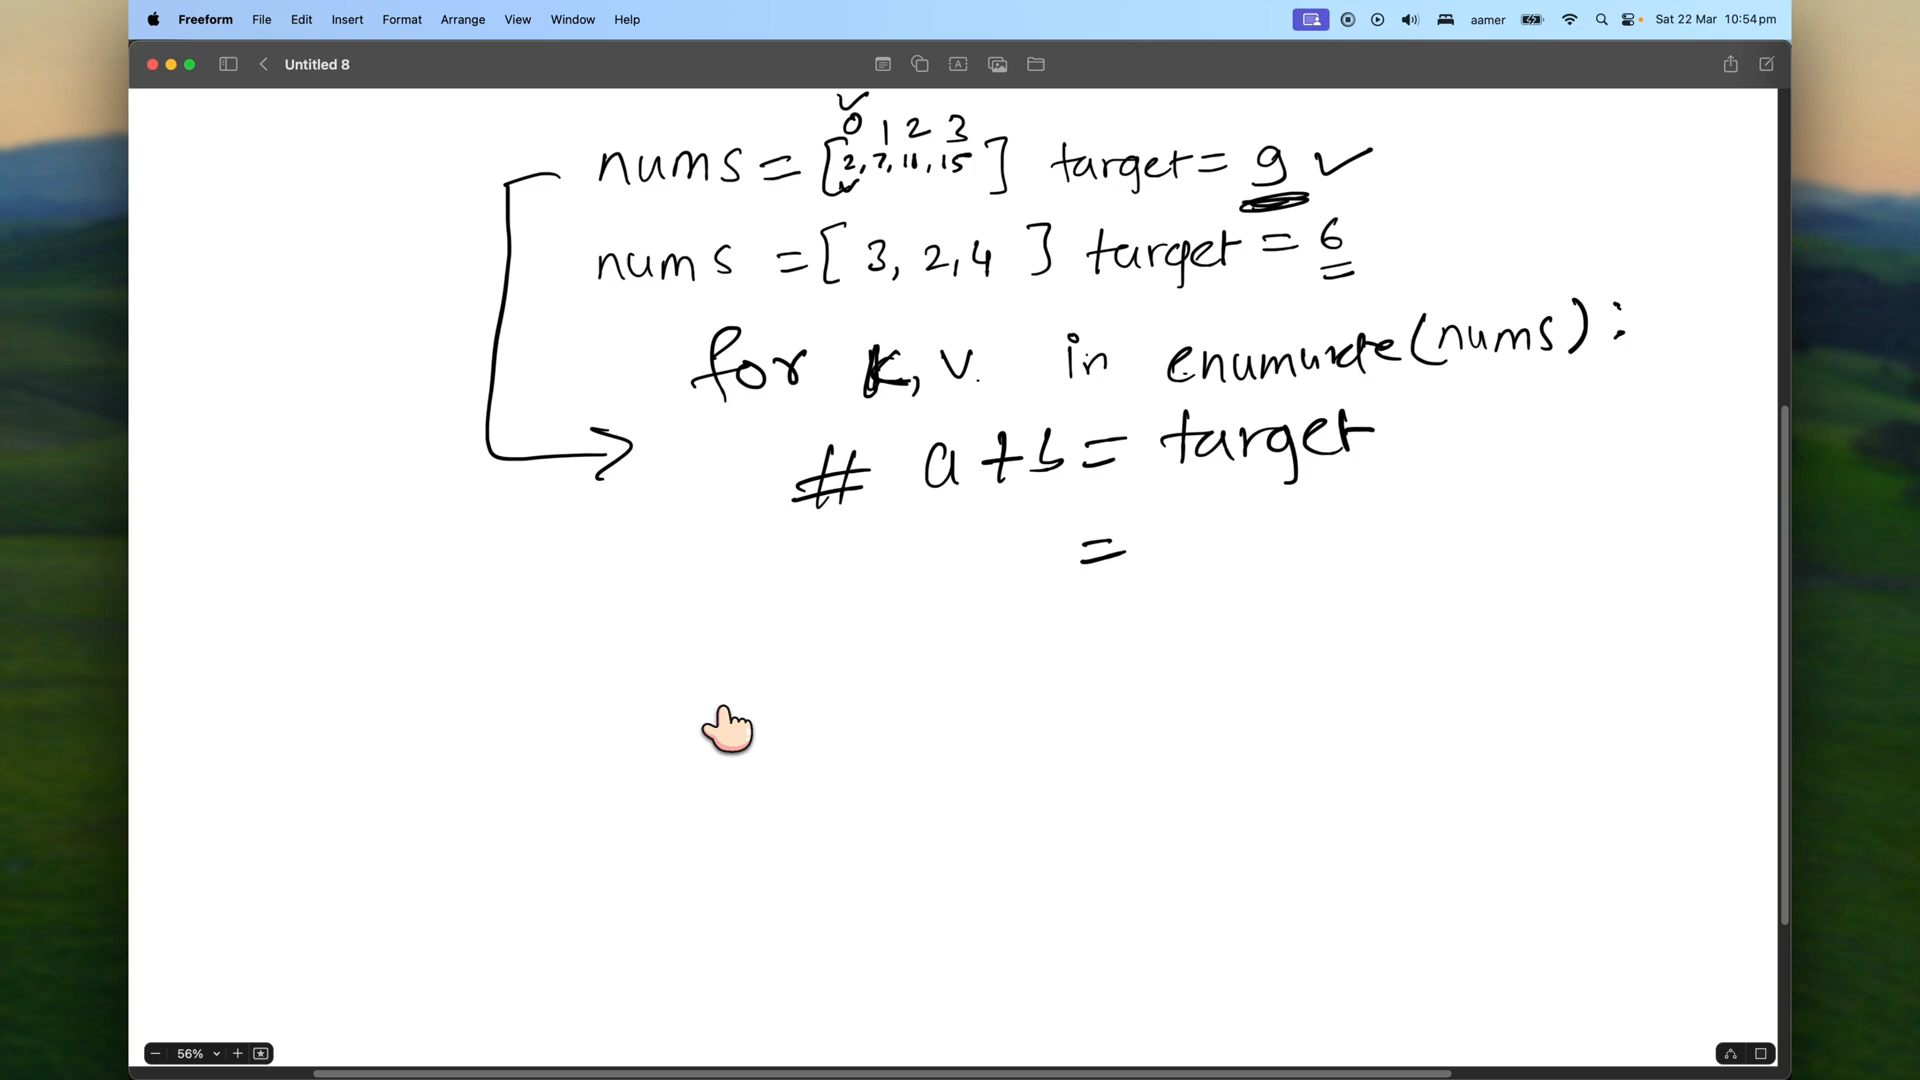 Freeform File Edit Insert Format Arrange View Window Help aamer Sat 22 Mar 10:54 pm
Untitled 8
0 1 2 3
nums = [2, 7, 11, 15] target = 9
nums = [3, 2, 4] target = 6
for k, v. in enumurate(nums):
# a + b = target
=
56%